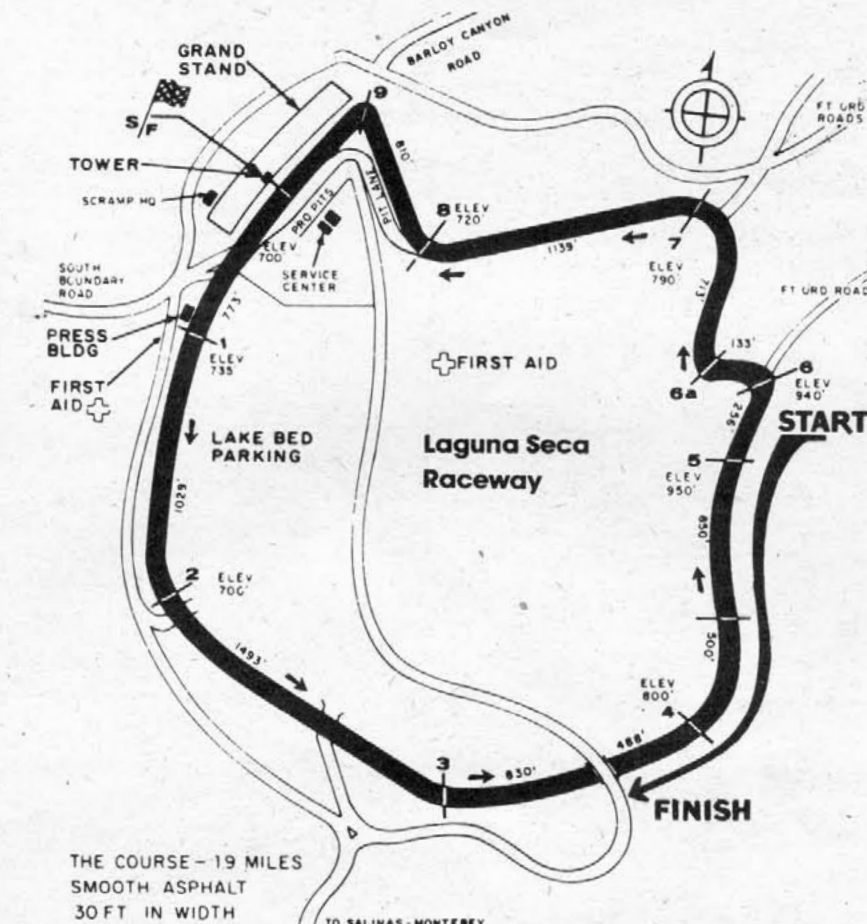 BARLOY CANYON
ROAD
GRAND
STAND
9
S F
FT ORD
ROADS
TOWER
810'
SCRAMP HQ
PRO PITS
PIT LANE
8
ELEV
720'
7
1139'
ELEV
700'
SERVICE
CENTER
ELEV
790'
SOUTH
BOUNDARY
ROAD
773'
713'
FT ORD ROAD
PRESS
BLDG
1
ELEV
735'
133'
FIRST
AID
FIRST AID
6a
6
ELEV
940'
256'
START
LAKE BED
PARKING
Laguna Seca
Raceway
5
ELEV
950'
1029'
850'
2
ELEV
700'
500'
1493'
ELEV
800'
4
488'
3
830'
FINISH
THE COURSE - 1.9 MILES
SMOOTH ASPHALT
30 FT IN WIDTH
TO SALINAS - MONTEREY